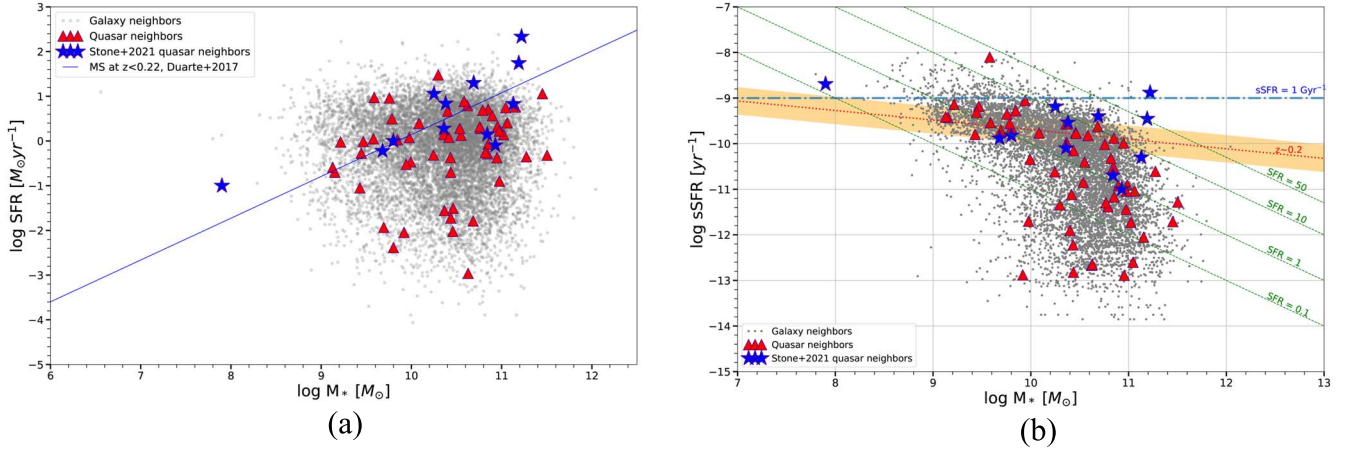 log SFR [M⊙yr⁻¹]
3
2
1
0
−1
−2
−3
−4
−5
Galaxy neighbors
Quasar neighbors
Stone+2021 quasar neighbors
MS at z<0.22, Duarte+2017
6 7 8 9 10 11 12
log M* [M⊙]
(a)
log sSFR [yr⁻¹]
−7
−8
−9
−10
−11
−12
−13
−14
−15
sSFR = 1 Gyr⁻¹
z~0.2
SFR = 50
SFR = 10
SFR = 1
SFR = 0.1
Galaxy neighbors
Quasar neighbors
Stone+2021 quasar neighbors
7 8 9 10 11 12 13
log M* [M⊙]
(b)